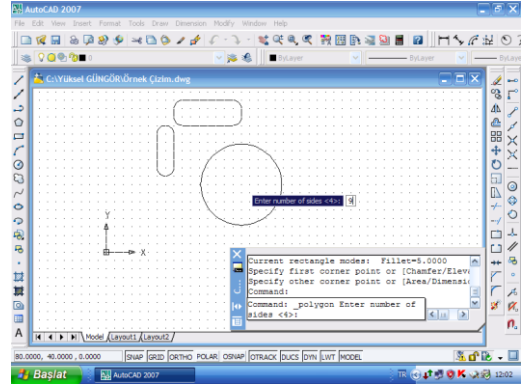 AutoCAD 2007
File Edit View Insert Format Tools Draw Dimension Modify Window Help
0 ByLayer ByLayer ByLayer
C:\Yüksel GÜNGÖR\Örnek Çizim.dwg
Enter number of sides <4>: 9
Y
X
Current rectangle modes: Fillet=5.0000
Specify first corner point or [Chamfer/Elev
Specify other corner point or [Area/Dimensi
Command:
Command: _polygon Enter number of
sides <4>:
Model Layout1 Layout2
80.0000, 40.0000, 0.0000 SNAP GRID ORTHO POLAR OSNAP OTRACK DUCS DYN LWT MODEL
Başlat AutoCAD 2007 TR 12:02